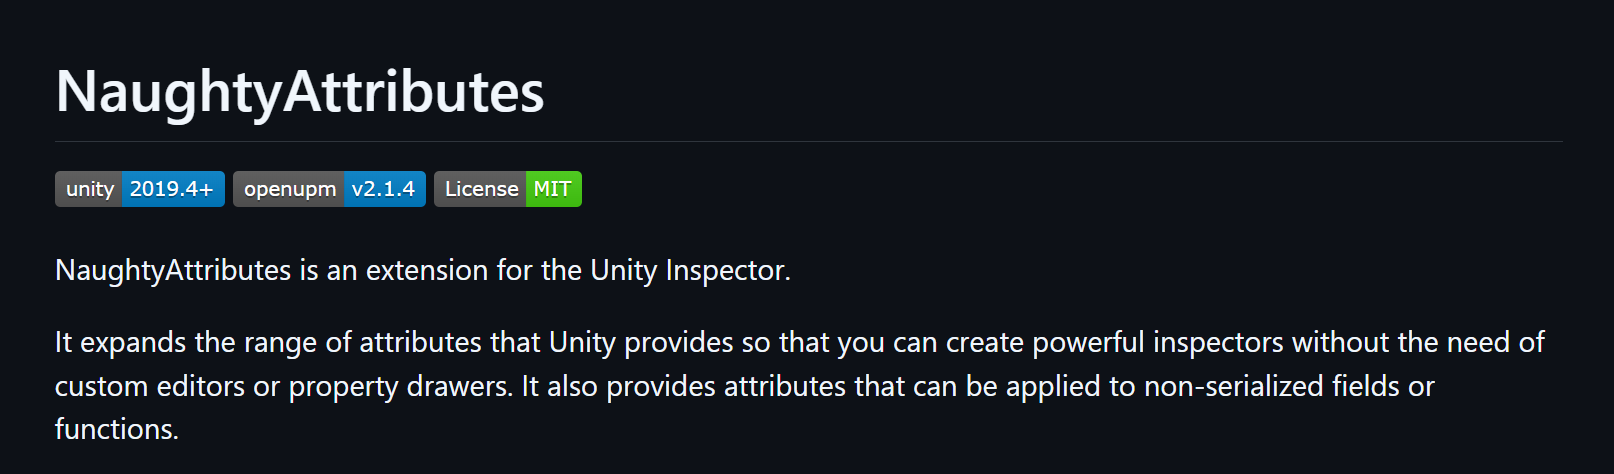 NaughtyAttributes
unity 2019.4+ openupm v2.1.4 License MIT
NaughtyAttributes is an extension for the Unity Inspector.
It expands the range of attributes that Unity provides so that you can create powerful inspectors without the need of
custom editors or property drawers. It also provides attributes that can be applied to non-serialized fields or
functions.